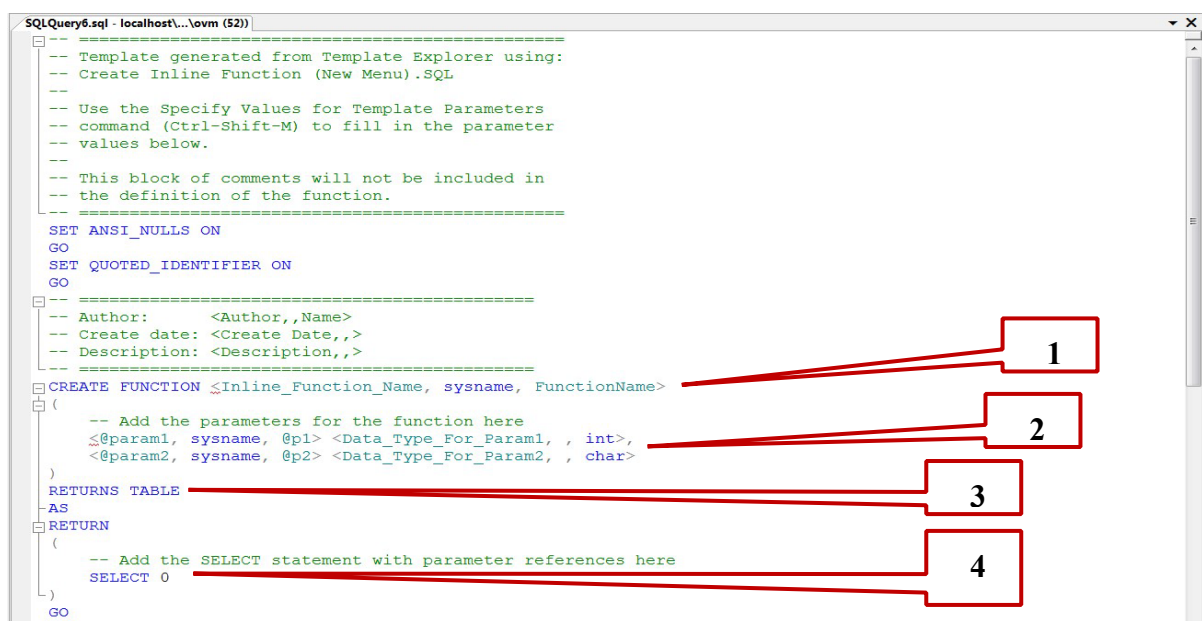 SQLQuery6.sql - localhost\...\ovm (52))
-- ================================================
-- Template generated from Template Explorer using:
-- Create Inline Function (New Menu).SQL
--
-- Use the Specify Values for Template Parameters
-- command (Ctrl-Shift-M) to fill in the parameter
-- values below.
--
-- This block of comments will not be included in
-- the definition of the function.
-- ================================================
SET ANSI_NULLS ON
GO
SET QUOTED_IDENTIFIER ON
GO
-- =============================================
-- Author: <Author,,Name>
-- Create date: <Create Date,,>
-- Description: <Description,,>
-- =============================================
1
CREATE FUNCTION <Inline_Function_Name, sysname, FunctionName>
(
-- Add the parameters for the function here
2
<@param1, sysname, @p1> <Data_Type_For_Param1, , int>,
<@param2, sysname, @p2> <Data_Type_For_Param2, , char>
)
RETURNS TABLE
3
AS
RETURN
(
-- Add the SELECT statement with parameter references here
4
SELECT 0
)
GO